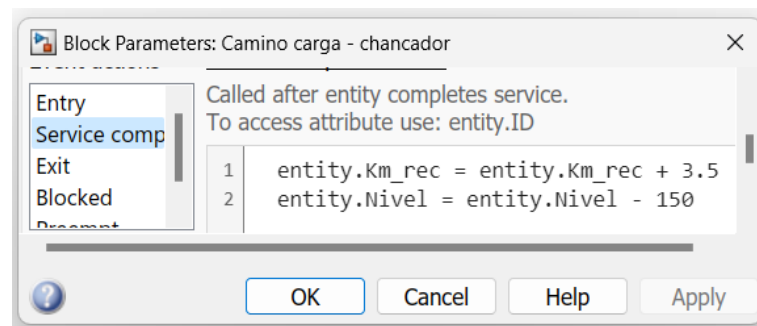 Block Parameters: Camino carga - chancador
Entry
Service comp
Exit
Blocked
Called after entity completes service.
To access attribute use: entity.ID
1 entity.Km_rec = entity.Km_rec + 3.5
2 entity.Nivel = entity.Nivel - 150
OK Cancel Help Apply